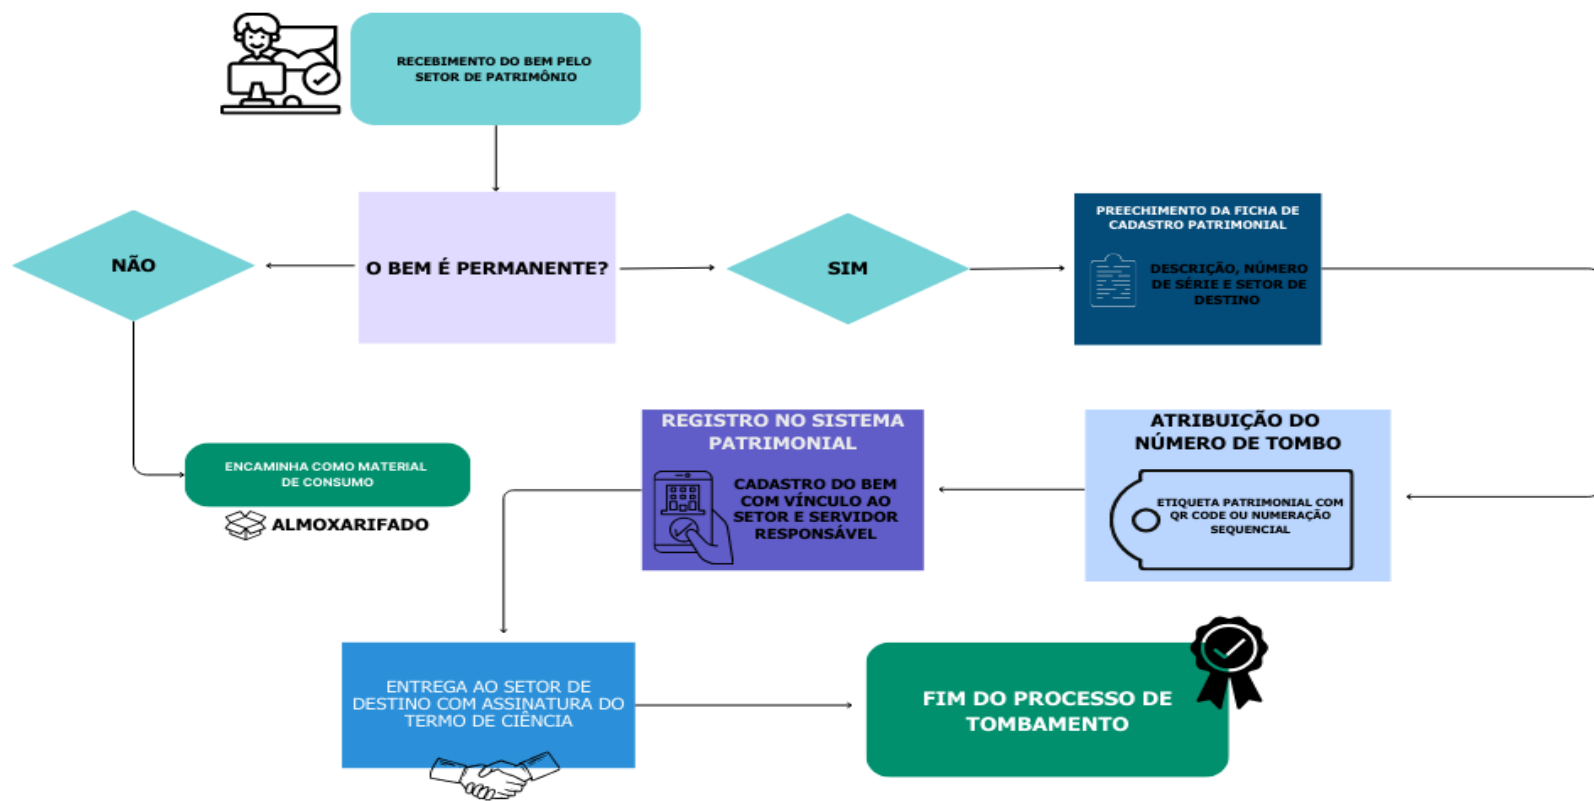 RECEBIMENTO DO BEM PELO
SETOR DE PATRIMÔNIO
NÃO
O BEM É PERMANENTE?
SIM
PREECHIMENTO DA FICHA DE
CADASTRO PATRIMONIAL
DESCRIÇÃO, NÚMERO
DE SÉRIE E SETOR DE
DESTINO
ENCAMINHA COMO MATERIAL
DE CONSUMO
ALMOXARIFADO
REGISTRO NO SISTEMA
PATRIMONIAL
CADASTRO DO BEM
COM VÍNCULO AO
SETOR E SERVIDOR
RESPONSÁVEL
ATRIBUIÇÃO DO
NÚMERO DE TOMBO
ETIQUETA PATRIMONIAL COM
QR CODE OU NUMERAÇÃO
SEQUENCIAL
ENTREGA AO SETOR DE
DESTINO COM ASSINATURA DO
TERMO DE CIÊNCIA
FIM DO PROCESSO DE
TOMBAMENTO